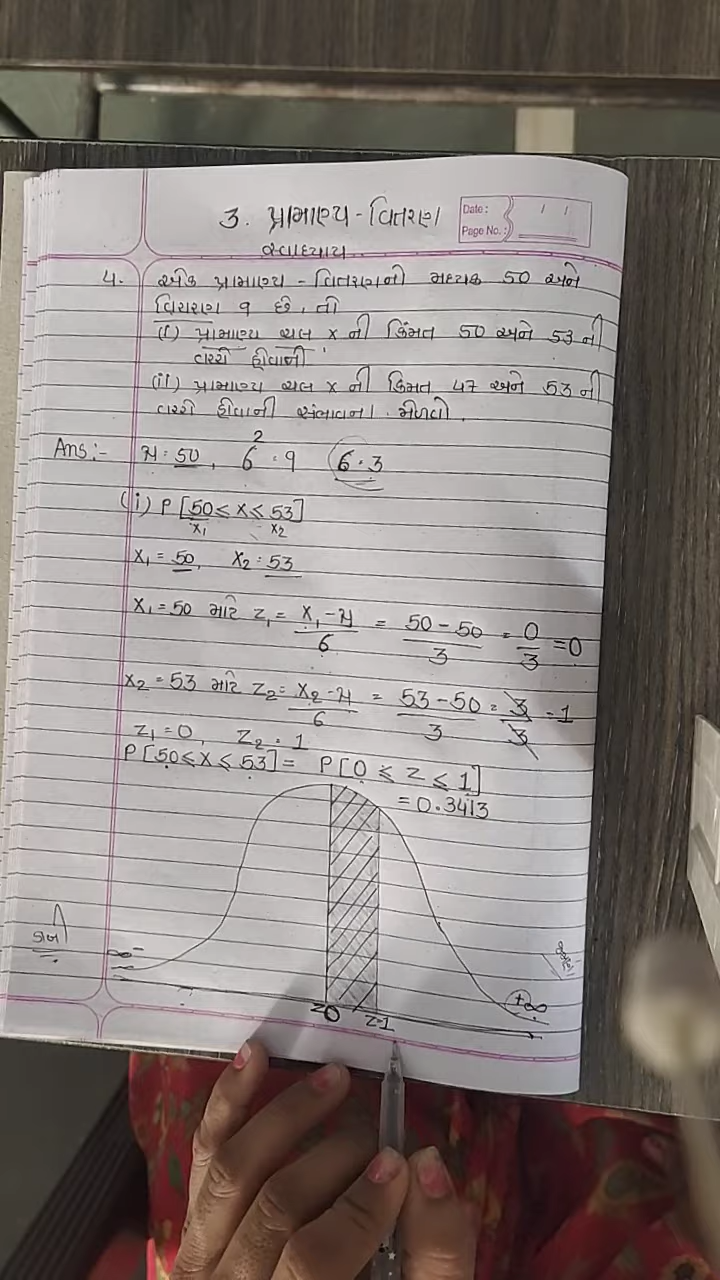 3. પ્રામાણ્ય - વિતરણ
Date: / /
Page No.:
સ્વાધ્યાય
4. એક પ્રામાણ્ય - વિતરણનો મધ્યક 50 અને
વિચરણ 9 છે, તો
(i) પ્રામાણ્ય ચલ x ની કિંમત 50 અને 53 ની
વચ્ચે હોવાની
(ii) પ્રામાણ્ય ચલ x ની કિંમત 47 અને 53 ની
વચ્ચે હોવાની સંભાવના મેળવો.
Ans:- μ = 50, σ² = 9 σ = 3
(i) P [50 ≤ x ≤ 53]
x₁ x₂
x₁ = 50, x₂ = 53
x₁ = 50 માટે z₁ = x₁ - μ / σ = 50 - 50 / 3 = 0 / 3 = 0
x₂ = 53 માટે z₂ = x₂ - μ / σ = 53 - 50 / 3 = 3 / 3 = 1
z₁ = 0, z₂ = 1
P [50 ≤ x ≤ 53] = P [0 ≤ z ≤ 1]
= 0.3413
∞-
+∞
z=0 z=1